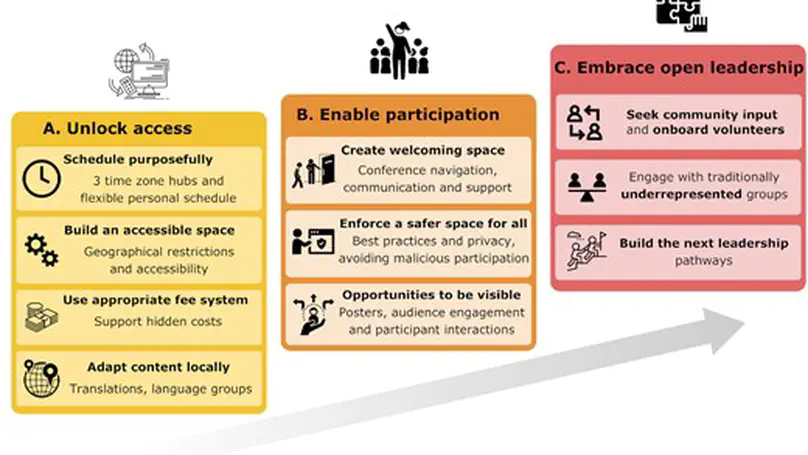 A. Unlock access
Schedule purposefully
3 time zone hubs and
flexible personal schedule
Build an accessible space
Geographical restrictions
and accessibility
Use appropriate fee system
Support hidden costs
Adapt content locally
Translations, language groups
B. Enable participation
Create welcoming space
Conference navigation,
communication and support
Enforce a safer space for all
Best practices and privacy,
avoiding malicious participation
Opportunities to be visible
Posters, audience engagement
and participant interactions
C. Embrace open leadership
Seek community input
and onboard volunteers
Engage with traditionally
underrepresented groups
Build the next leadership
pathways